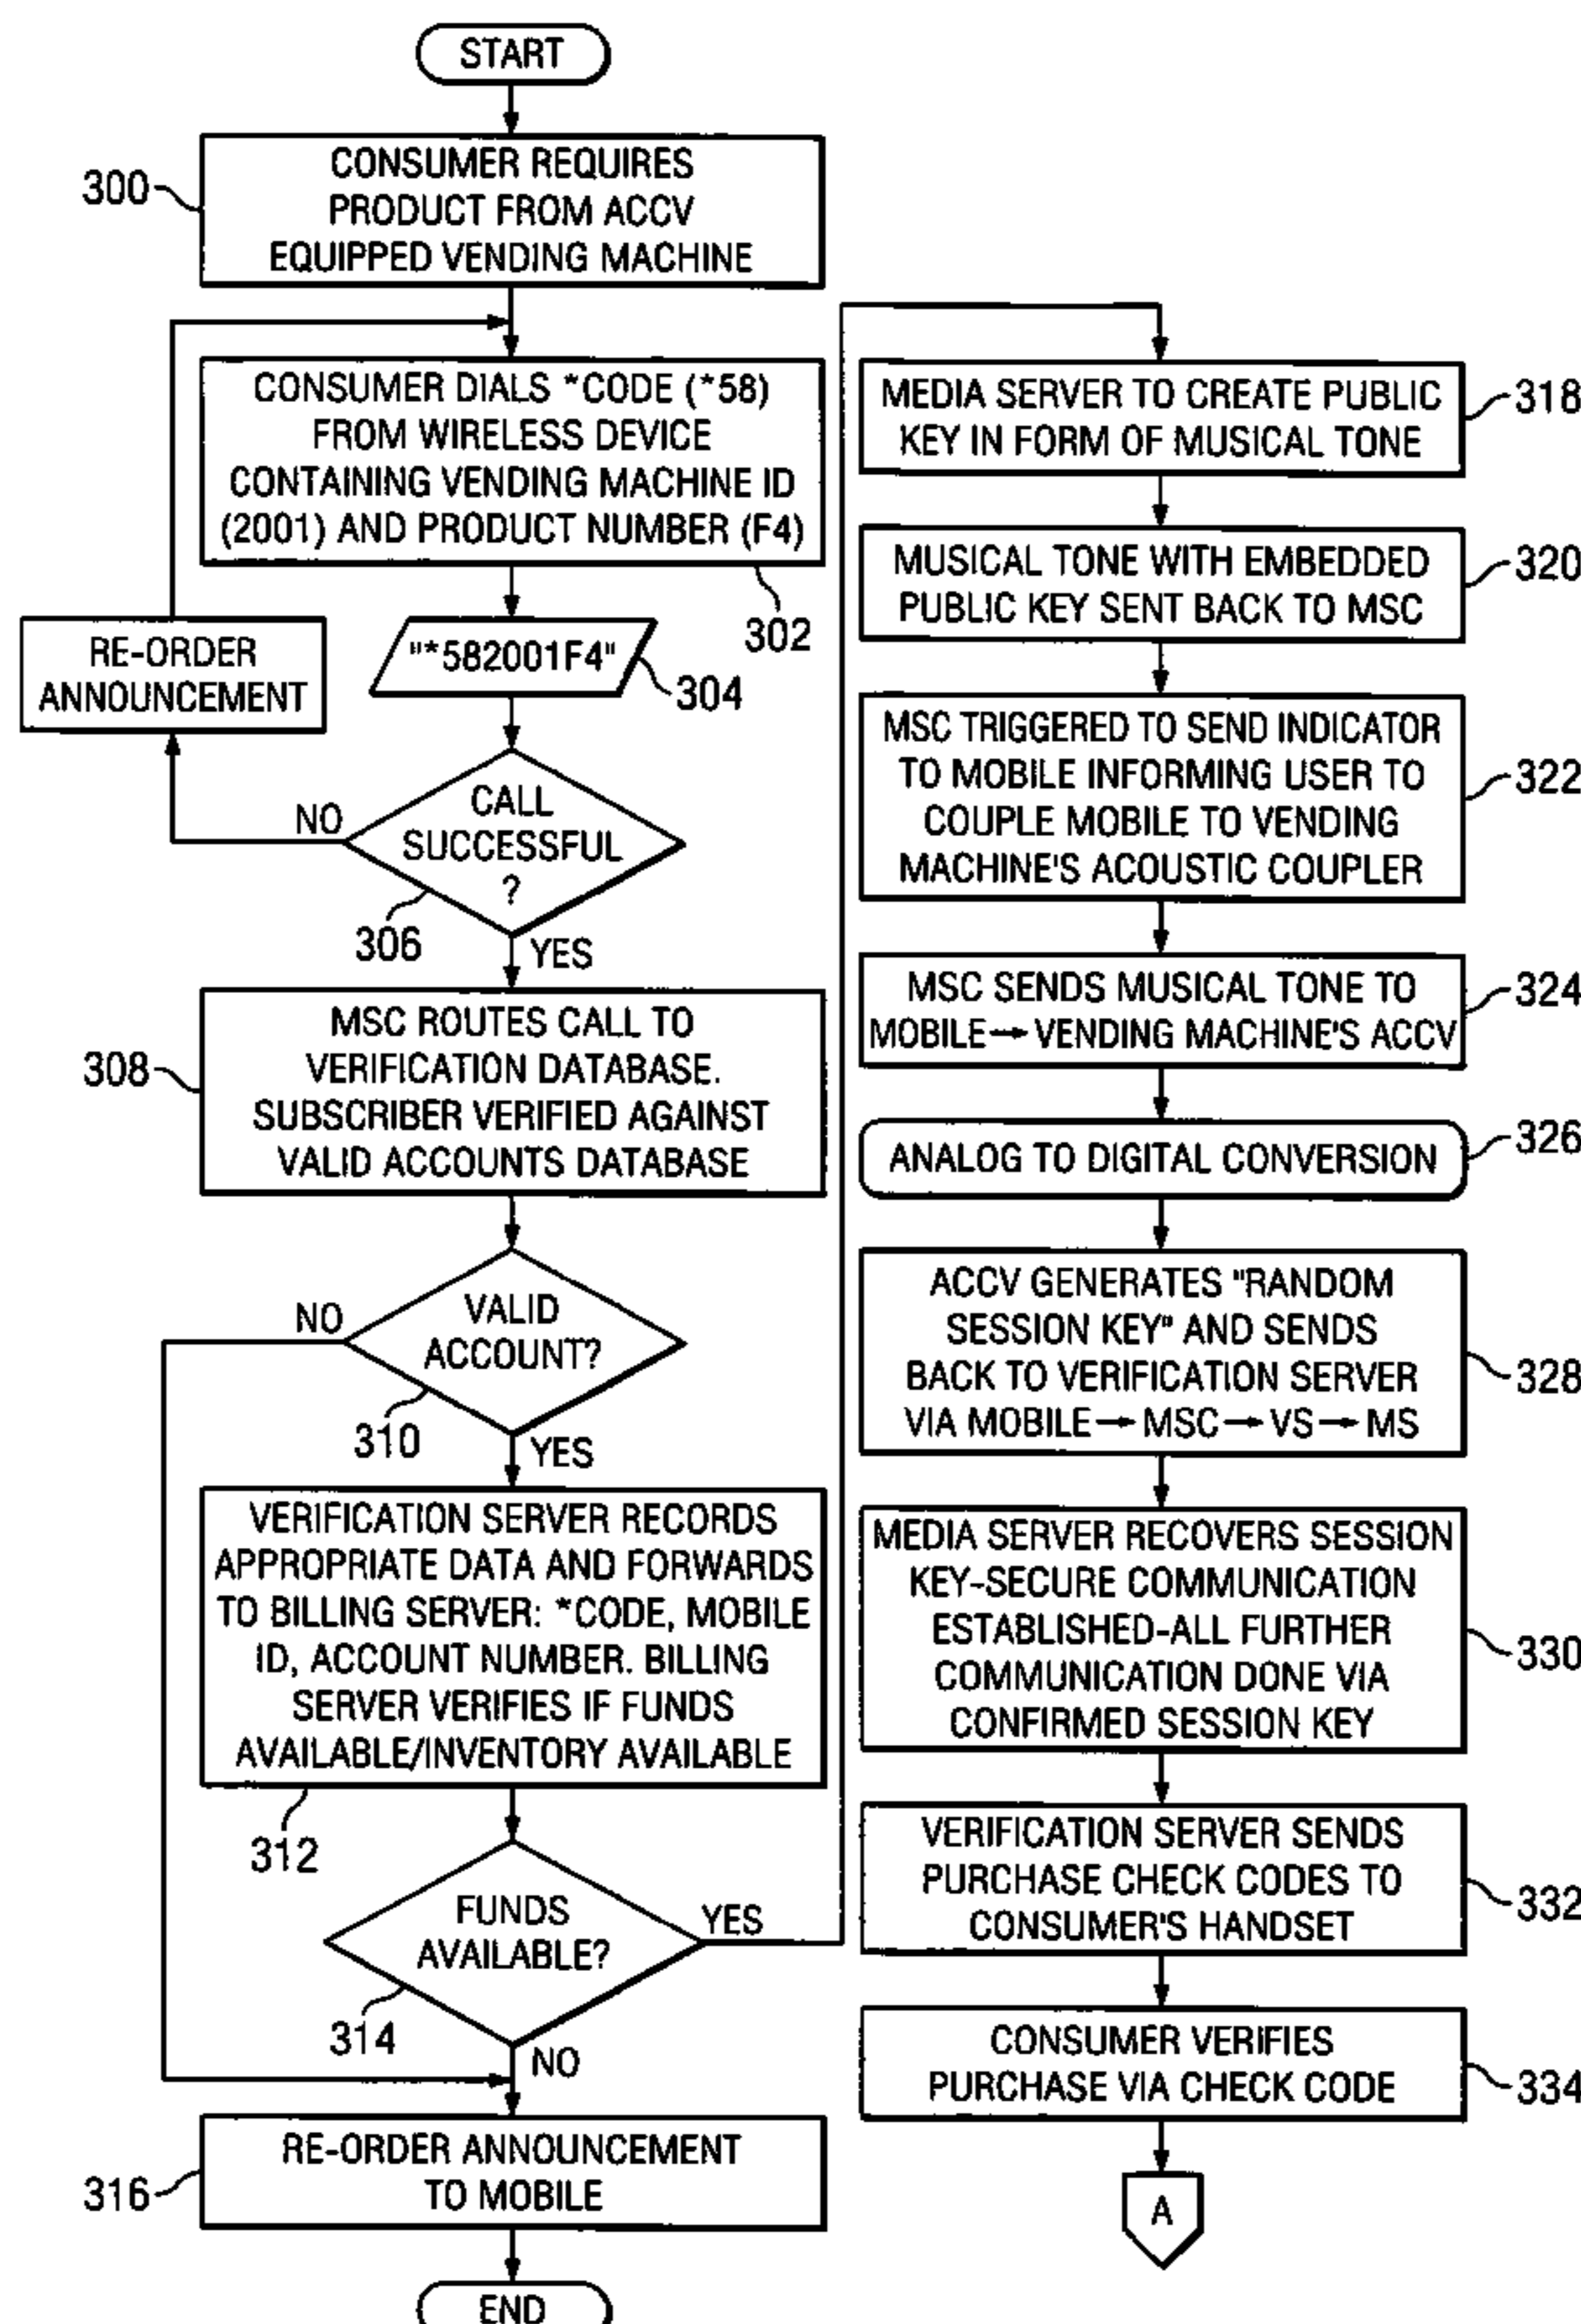 START
300
CONSUMER REQUIRES
PRODUCT FROM ACCV
EQUIPPED VENDING MACHINE
CONSUMER DIALS *CODE (*58)
FROM WIRELESS DEVICE
CONTAINING VENDING MACHINE ID
(2001) AND PRODUCT NUMBER (F4)
302
RE-ORDER
ANNOUNCEMENT
"*582001F4"
304
NO
CALL
SUCCESSFUL
?
306
YES
308
MSC ROUTES CALL TO
VERIFICATION DATABASE.
SUBSCRIBER VERIFIED AGAINST
VALID ACCOUNTS DATABASE
NO
VALID
ACCOUNT?
310
YES
VERIFICATION SERVER RECORDS
APPROPRIATE DATA AND FORWARDS
TO BILLING SERVER: *CODE, MOBILE
ID, ACCOUNT NUMBER. BILLING
SERVER VERIFIES IF FUNDS
AVAILABLE/INVENTORY AVAILABLE
312
FUNDS
AVAILABLE?
YES
314
NO
316
RE-ORDER ANNOUNCEMENT
TO MOBILE
END
MEDIA SERVER TO CREATE PUBLIC
KEY IN FORM OF MUSICAL TONE
318
MUSICAL TONE WITH EMBEDDED
PUBLIC KEY SENT BACK TO MSC
320
MSC TRIGGERED TO SEND INDICATOR
TO MOBILE INFORMING USER TO
COUPLE MOBILE TO VENDING
MACHINE'S ACOUSTIC COUPLER
322
MSC SENDS MUSICAL TONE TO
MOBILE→VENDING MACHINE'S ACCV
324
ANALOG TO DIGITAL CONVERSION
326
ACCV GENERATES "RANDOM
SESSION KEY" AND SENDS
BACK TO VERIFICATION SERVER
VIA MOBILE→MSC→VS→MS
328
MEDIA SERVER RECOVERS SESSION
KEY-SECURE COMMUNICATION
ESTABLISHED-ALL FURTHER
COMMUNICATION DONE VIA
CONFIRMED SESSION KEY
330
VERIFICATION SERVER SENDS
PURCHASE CHECK CODES TO
CONSUMER'S HANDSET
332
CONSUMER VERIFIES
PURCHASE VIA CHECK CODE
334
A